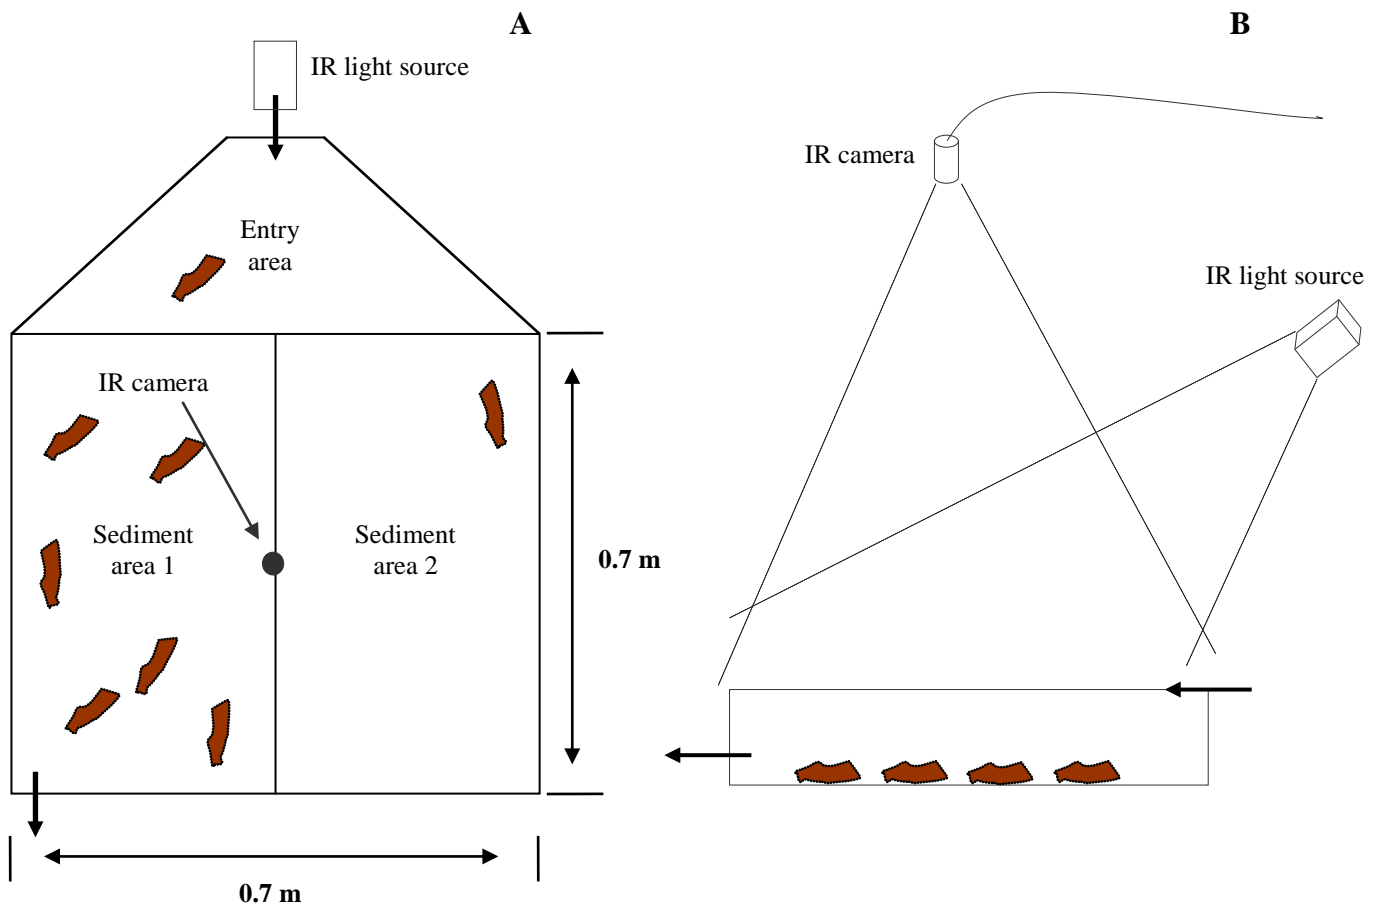 A
IR light source
Entry
area
IR camera
Sediment
area 1
Sediment
area 2
0.7 m
0.7 m
B
IR camera
IR light source